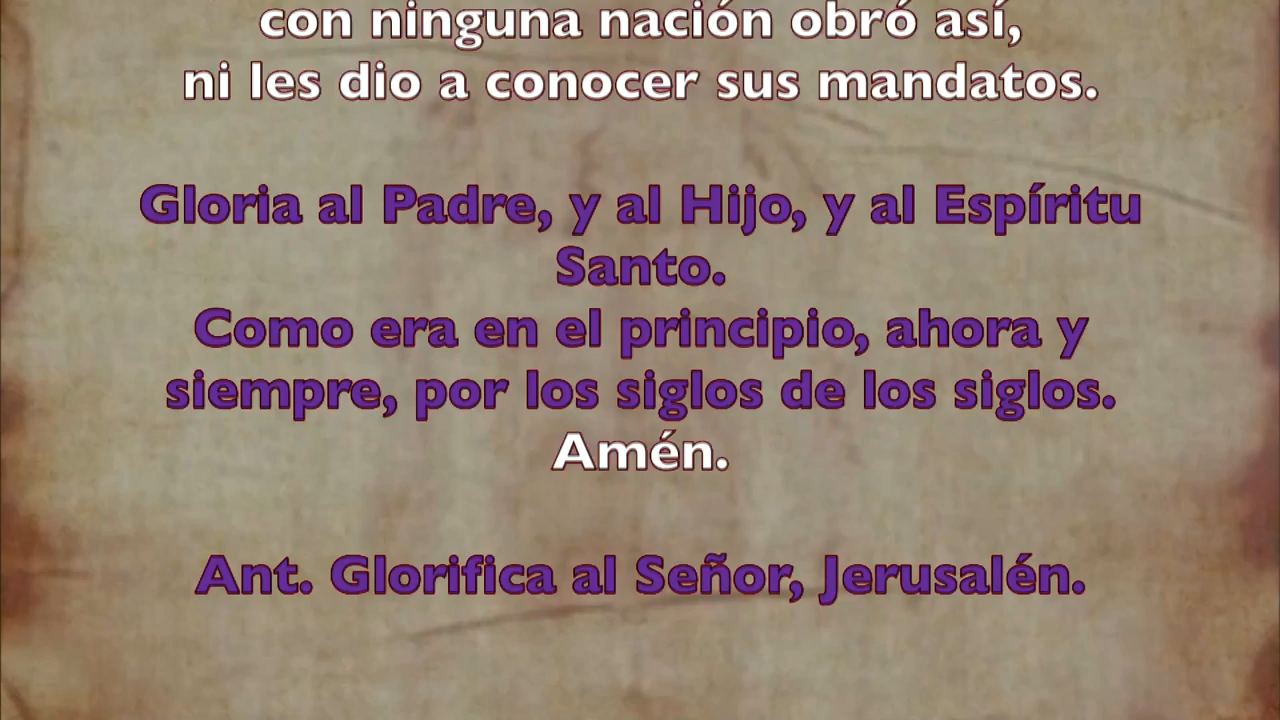 con ninguna nación obró así,
ni les dio a conocer sus mandatos.
Gloria al Padre, y al Hijo, y al Espíritu
Santo.
Como era en el principio, ahora y
siempre, por los siglos de los siglos.
Amén.
Ant. Glorifica al Señor, Jerusalén.